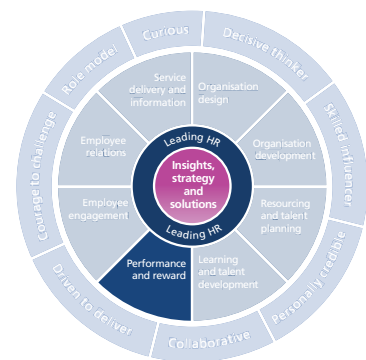 Curious
Decisive thinker
Skilled influencer
Personally credible
Collaborative
Driven to deliver
Courage to challenge
Role model
Service
delivery and
information
Organisation
design
Organisation
development
Resourcing
and talent
planning
Learning
and talent
development
Performance
and reward
Employee
engagement
Employee
relations
Leading HR
Insights,
strategy
and
solutions
Leading HR